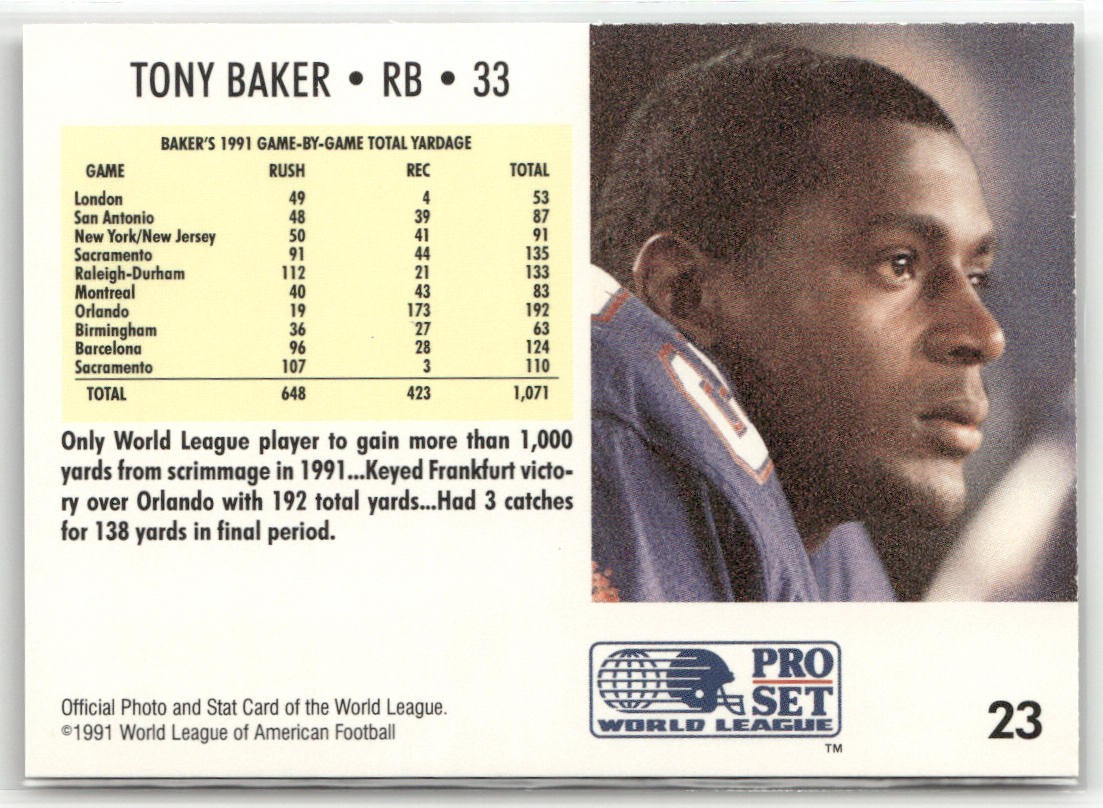 TONY BAKER • RB • 33
BAKER'S 1991 GAME-BY-GAME TOTAL YARDAGE
GAME RUSH REC TOTAL
London 49 4 53
San Antonio 48 39 87
New York/New Jersey 50 41 91
Sacramento 91 44 135
Raleigh-Durham 112 21 133
Montreal 40 43 83
Orlando 19 173 192
Birmingham 36 27 63
Barcelona 96 28 124
Sacramento 107 3 110
TOTAL 648 423 1,071
Only World League player to gain more than 1,000
yards from scrimmage in 1991...Keyed Frankfurt victo-
ry over Orlando with 192 total yards...Had 3 catches
for 138 yards in final period.
Official Photo and Stat Card of the World League.
©1991 World League of American Football
PRO
SET
WORLD LEAGUE
TM
23